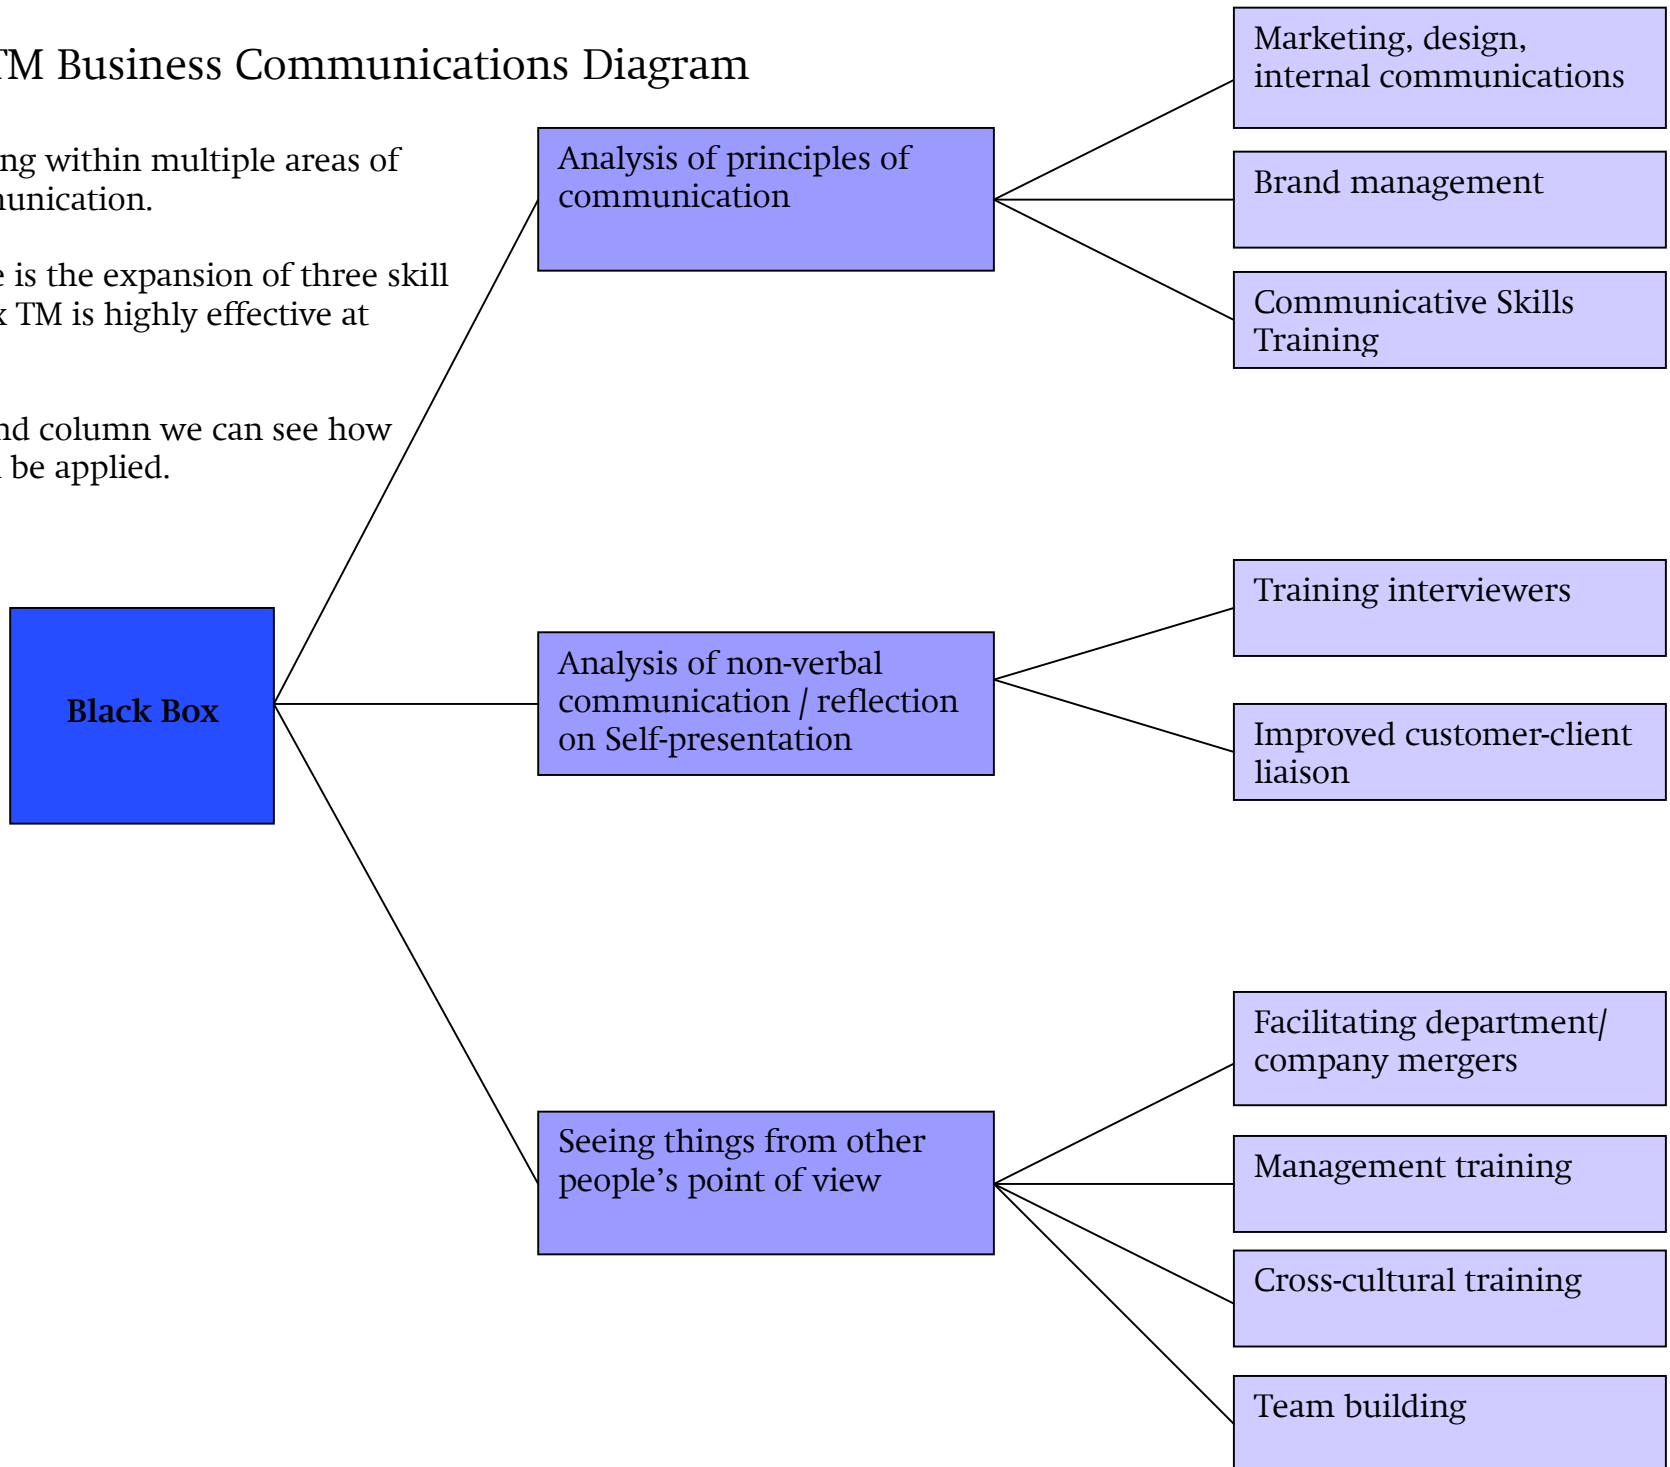 TM Business Communications Diagram
ng within multiple areas of
unication.
e is the expansion of three skill
x TM is highly effective at
nd column we can see how
be applied.
Black Box
Analysis of principles of
communication
Marketing, design,
internal communications
Brand management
Communicative Skills
Training
Analysis of non-verbal
communication / reflection
on Self-presentation
Training interviewers
Improved customer-client
liaison
Seeing things from other
people’s point of view
Facilitating department/
company mergers
Management training
Cross-cultural training
Team building